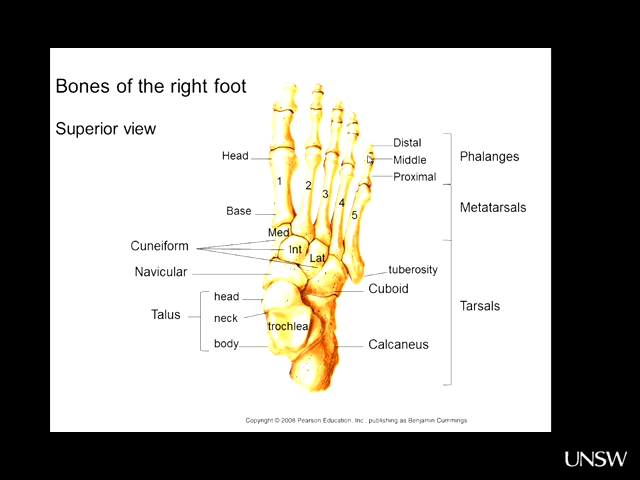 Bones of the right foot
Superior view
Head
1
2
3
4
5
Distal
Middle
Proximal
Phalanges
Base
Metatarsals
Med
Int
Lat
Cuneiform
Navicular
tuberosity
Cuboid
Talus
head
neck
body
trochlea
Tarsals
Calcaneus
Copyright © 2008 Pearson Education, Inc., publishing as Benjamin Cummings
UNSW